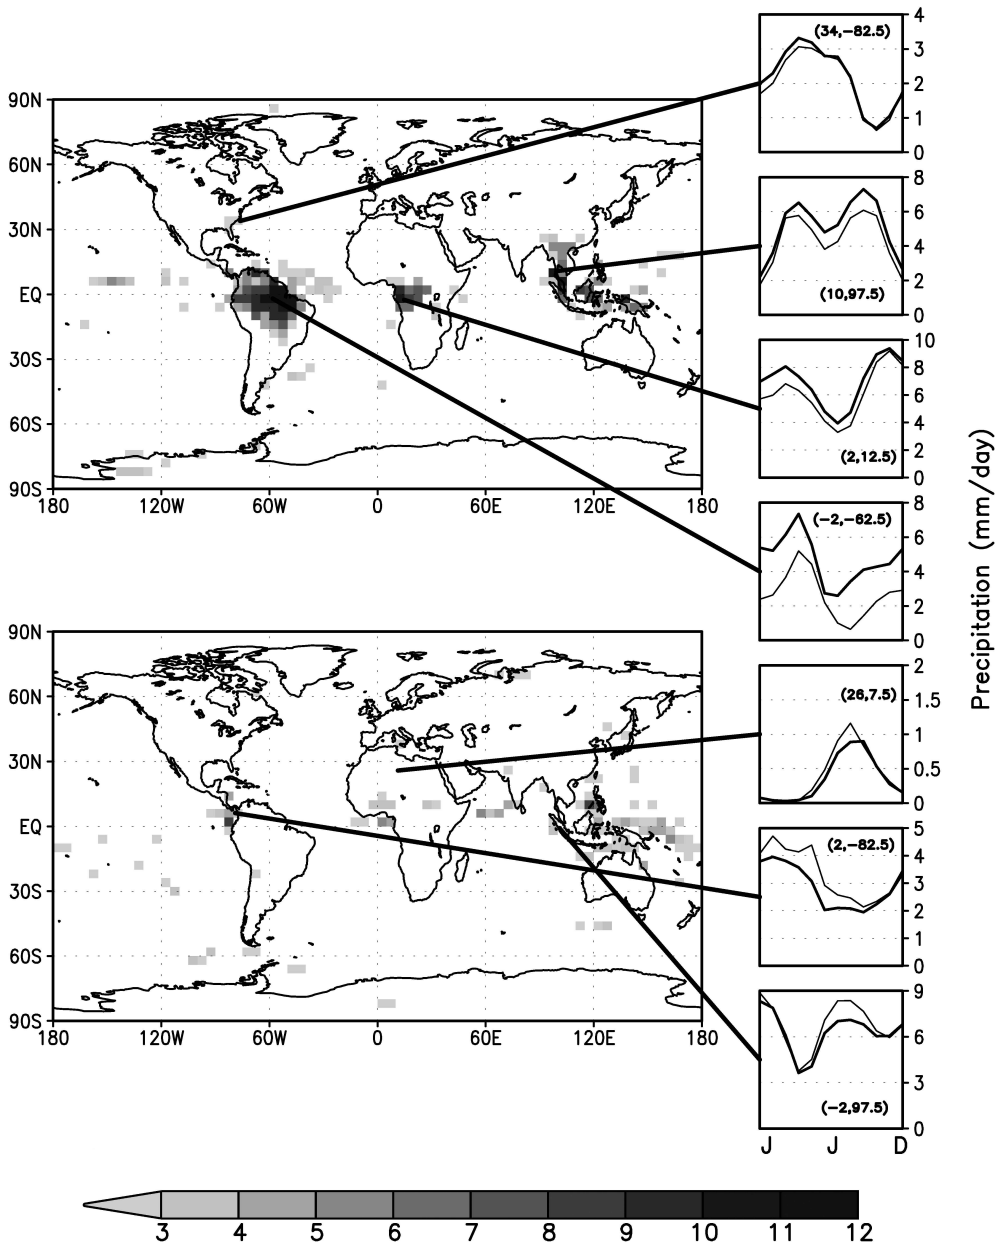 90N
60N
30N
EQ
30S
60S
90S
180 120W 60W 0 60E 120E 180
90N
60N
30N
EQ
30S
60S
90S
180 120W 60W 0 60E 120E 180
(34,−82.5)
4
3
2
1
0
(10,97.5)
8
6
4
2
0
(2,12.5)
10
8
6
4
2
0
(−2,−62.5)
8
6
4
2
0
(26,7.5)
2
1.5
1
0.5
0
(2,−82.5)
5
4
3
2
1
0
(−2,97.5)
9
6
3
0
J J D
Precipitation (mm/day)
3 4 5 6 7 8 9 10 11 12